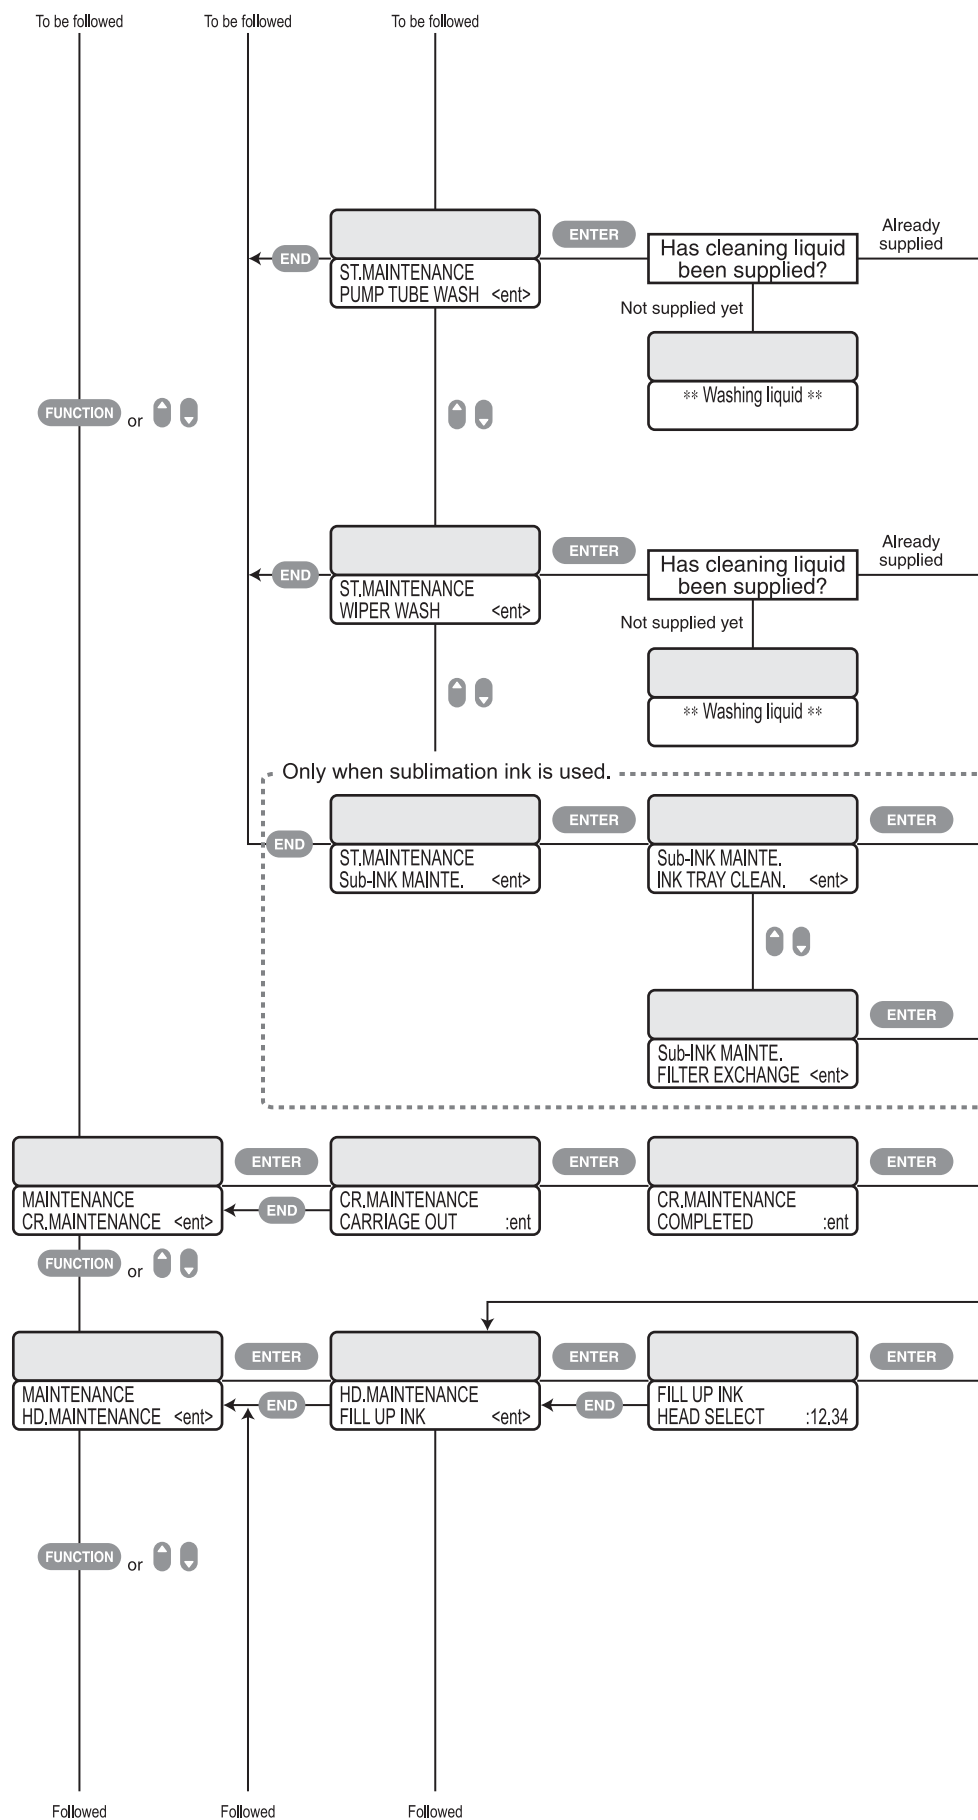 To be followed
To be followed
To be followed
END
ST.MAINTENANCE
PUMP TUBE WASH <ent>
ENTER
Has cleaning liquid
been supplied?
Already
supplied
Not supplied yet
** Washing liquid **
FUNCTION or
END
ST.MAINTENANCE
WIPER WASH <ent>
ENTER
Has cleaning liquid
been supplied?
Already
supplied
Not supplied yet
** Washing liquid **
Only when sublimation ink is used.
END
ST.MAINTENANCE
Sub-INK MAINTE. <ent>
ENTER
Sub-INK MAINTE.
INK TRAY CLEAN. <ent>
ENTER
Sub-INK MAINTE.
FILTER EXCHANGE <ent>
ENTER
MAINTENANCE
CR.MAINTENANCE <ent>
ENTER
END
CR.MAINTENANCE
CARRIAGE OUT :ent
ENTER
CR.MAINTENANCE
COMPLETED :ent
ENTER
FUNCTION or
MAINTENANCE
HD.MAINTENANCE <ent>
ENTER
END
HD.MAINTENANCE
FILL UP INK <ent>
ENTER
END
FILL UP INK
HEAD SELECT :12.34
ENTER
FUNCTION or
Followed
Followed
Followed